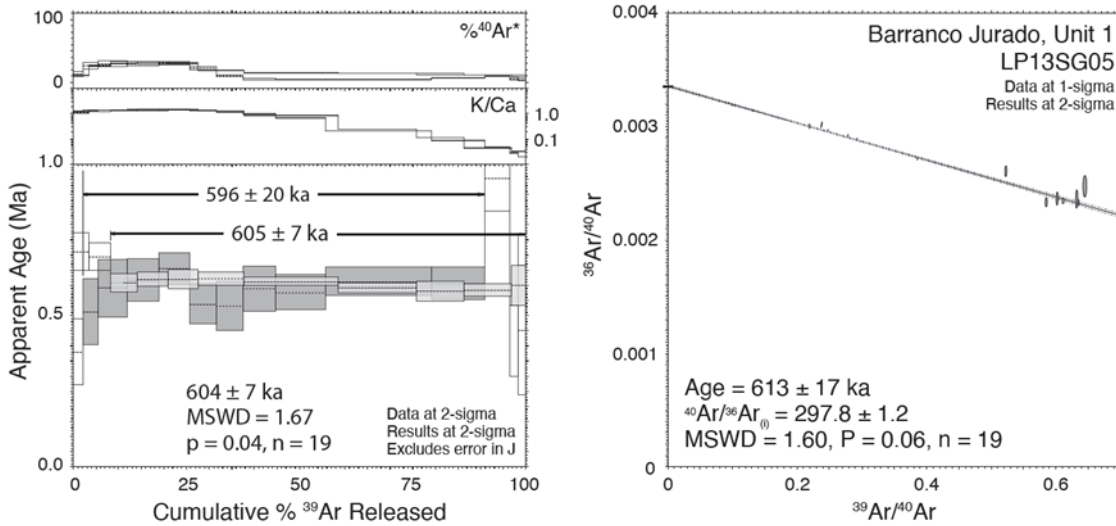 100
%⁴⁰Ar*
0
K/Ca
1.0
0.1
1.0
596 ± 20 ka
605 ± 7 ka
Apparent Age (Ma)
0.5
604 ± 7 ka
MSWD = 1.67
p = 0.04, n = 19
Data at 2-sigma
Results at 2-sigma
Excludes error in J
0.0
0 25 50 75 100
Cumulative % ³⁹Ar Released
0.004
Barranco Jurado, Unit 1
LP13SG05
Data at 1-sigma
Results at 2-sigma
0.003
³⁶Ar/⁴⁰Ar
0.002
0.001
Age = 613 ± 17 ka
⁴⁰Ar/³⁶Ar₍ᵢ₎ = 297.8 ± 1.2
MSWD = 1.60, P = 0.06, n = 19
0
0 0.2 0.4 0.6
³⁹Ar/⁴⁰Ar